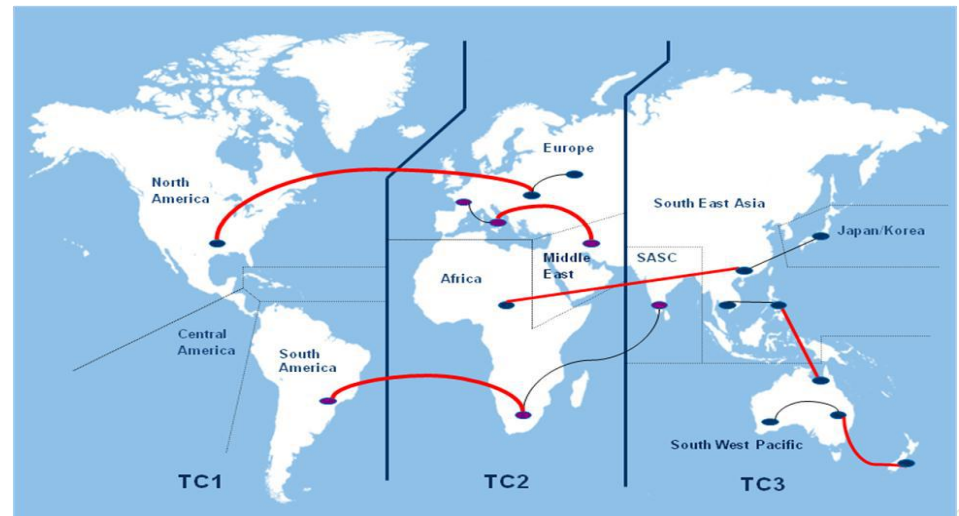 Europe
North
America
South East Asia
Japan/Korea
Middle
East
SASC
Africa
Central
America
South
America
South West Pacific
TC1
TC2
TC3